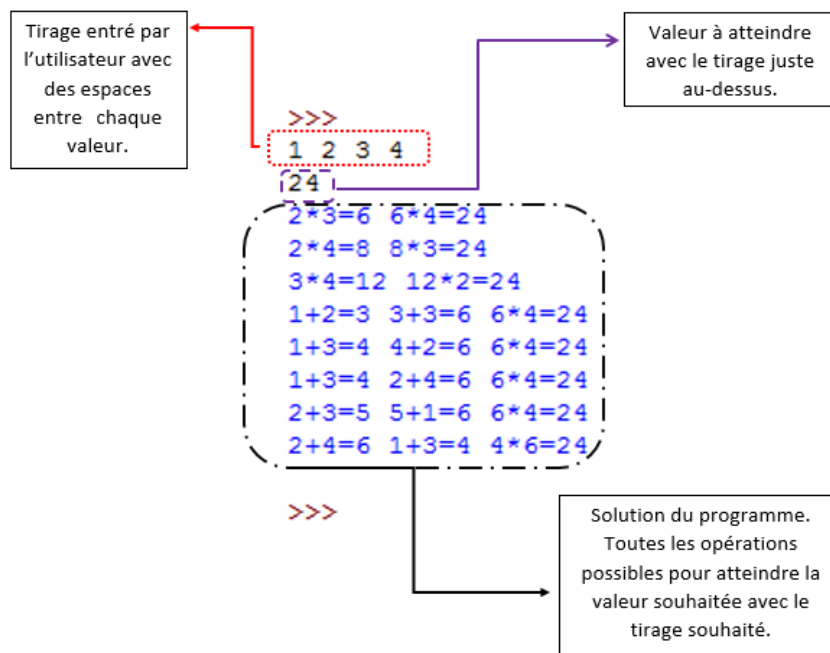 Tirage entré par
l'utilisateur avec
des espaces
entre chaque
valeur.
Valeur à atteindre
avec le tirage juste
au-dessus.
>>>
1 2 3 4
24
2*3=6 6*4=24
2*4=8 8*3=24
3*4=12 12*2=24
1+2=3 3+3=6 6*4=24
1+3=4 4+2=6 6*4=24
1+3=4 2+4=6 6*4=24
2+3=5 5+1=6 6*4=24
2+4=6 1+3=4 4*6=24
>>>
Solution du programme.
Toutes les opérations
possibles pour atteindre la
valeur souhaitée avec le
tirage souhaité.